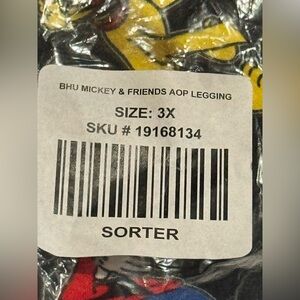 BHU MICKEY & FRIENDS AOP LEGGING
SIZE: 3X
SKU # 19168134
SORTER